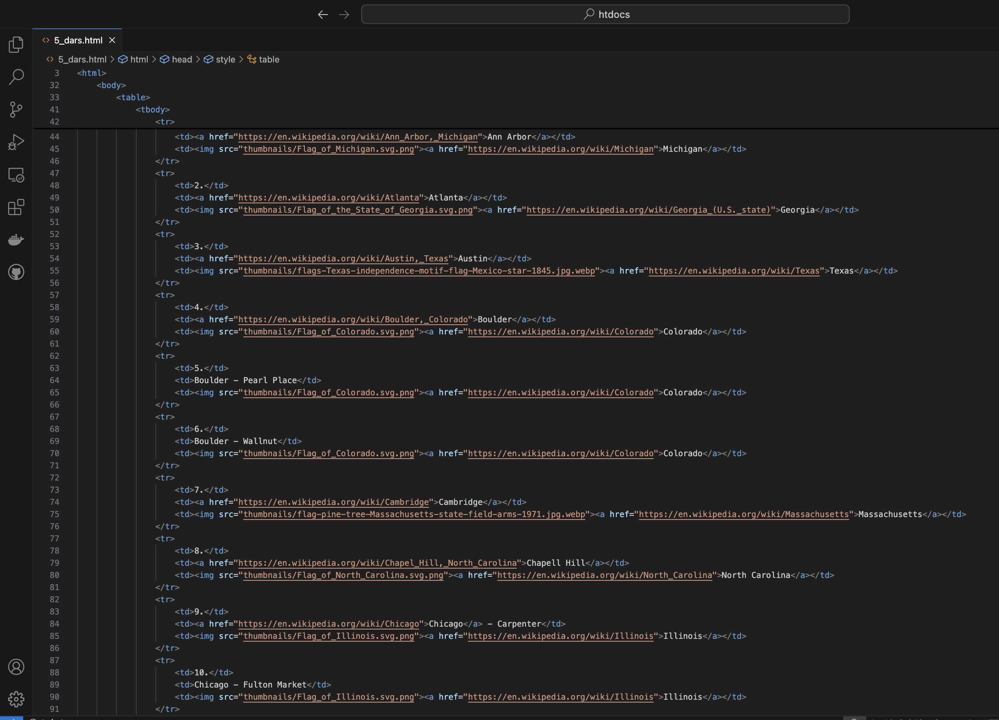 htdocs
5_dars.html
5_dars.html > html > head > style > table
3 <html>
32 <body>
33 <table>
41 <tbody>
42 <tr>
44 <td><a href="https://en.wikipedia.org/wiki/Ann_Arbor,_Michigan">Ann Arbor</a></td>
45 <td><img src="thumbnails/Flag_of_Michigan.svg.png"><a href="https://en.wikipedia.org/wiki/Michigan">Michigan</a></td>
46 </tr>
47 <tr>
48 <td>2.</td>
49 <td><a href="https://en.wikipedia.org/wiki/Atlanta">Atlanta</a></td>
50 <td><img src="thumbnails/Flag_of_the_State_of_Georgia.svg.png"><a href="https://en.wikipedia.org/wiki/Georgia_(U.S._state)">Georgia</a></td>
51 </tr>
52 <tr>
53 <td>3.</td>
54 <td><a href="https://en.wikipedia.org/wiki/Austin,_Texas">Austin</a></td>
55 <td><img src="thumbnails/flags-Texas-independence-motif-flag-Mexico-star-1845.jpg.webp"><a href="https://en.wikipedia.org/wiki/Texas">Texas</a></td>
56 </tr>
57 <tr>
58 <td>4.</td>
59 <td><a href="https://en.wikipedia.org/wiki/Boulder,_Colorado">Boulder</a></td>
60 <td><img src="thumbnails/Flag_of_Colorado.svg.png"><a href="https://en.wikipedia.org/wiki/Colorado">Colorado</a></td>
61 </tr>
62 <tr>
63 <td>5.</td>
64 <td>Boulder – Pearl Place</td>
65 <td><img src="thumbnails/Flag_of_Colorado.svg.png"><a href="https://en.wikipedia.org/wiki/Colorado">Colorado</a></td>
66 </tr>
67 <tr>
68 <td>6.</td>
69 <td>Boulder – Wallnut</td>
70 <td><img src="thumbnails/Flag_of_Colorado.svg.png"><a href="https://en.wikipedia.org/wiki/Colorado">Colorado</a></td>
71 </tr>
72 <tr>
73 <td>7.</td>
74 <td><a href="https://en.wikipedia.org/wiki/Cambridge">Cambridge</a></td>
75 <td><img src="thumbnails/flag-pine-tree-Massachusetts-state-field-arms-1971.jpg.webp"><a href="https://en.wikipedia.org/wiki/Massachusetts">Massachusetts</a></td>
76 </tr>
77 <tr>
78 <td>8.</td>
79 <td><a href="https://en.wikipedia.org/wiki/Chapel_Hill,_North_Carolina">Chapell Hill</a></td>
80 <td><img src="thumbnails/Flag_of_North_Carolina.svg.png"><a href="https://en.wikipedia.org/wiki/North_Carolina">North Carolina</a></td>
81 </tr>
82 <tr>
83 <td>9.</td>
84 <td><a href="https://en.wikipedia.org/wiki/Chicago">Chicago</a> – Carpenter</td>
85 <td><img src="thumbnails/Flag_of_Illinois.svg.png"><a href="https://en.wikipedia.org/wiki/Illinois">Illinois</a></td>
86 </tr>
87 <tr>
88 <td>10.</td>
89 <td>Chicago – Fulton Market</td>
90 <td><img src="thumbnails/Flag_of_Illinois.svg.png"><a href="https://en.wikipedia.org/wiki/Illinois">Illinois</a></td>
91 </tr>